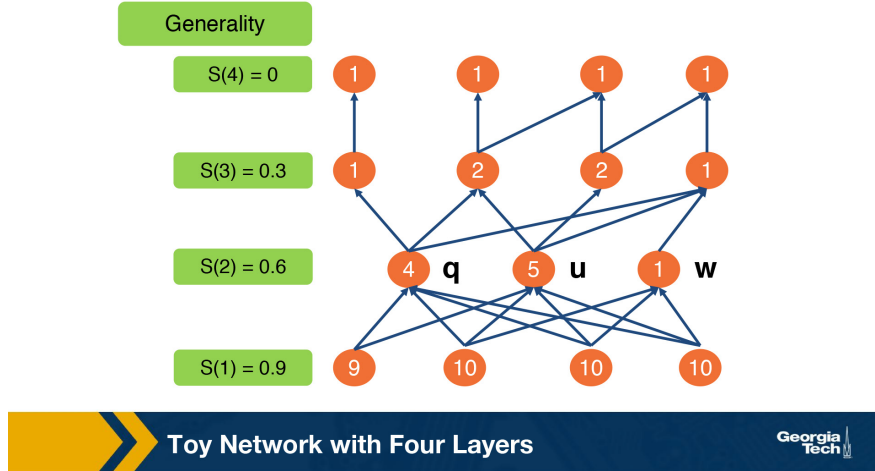 Generality
S(4) = 0
1 1 1 1
S(3) = 0.3
1 2 2 1
S(2) = 0.6
4 q 5 u 1 w
S(1) = 0.9
9 10 10 10
Toy Network with Four Layers
Georgia
Tech